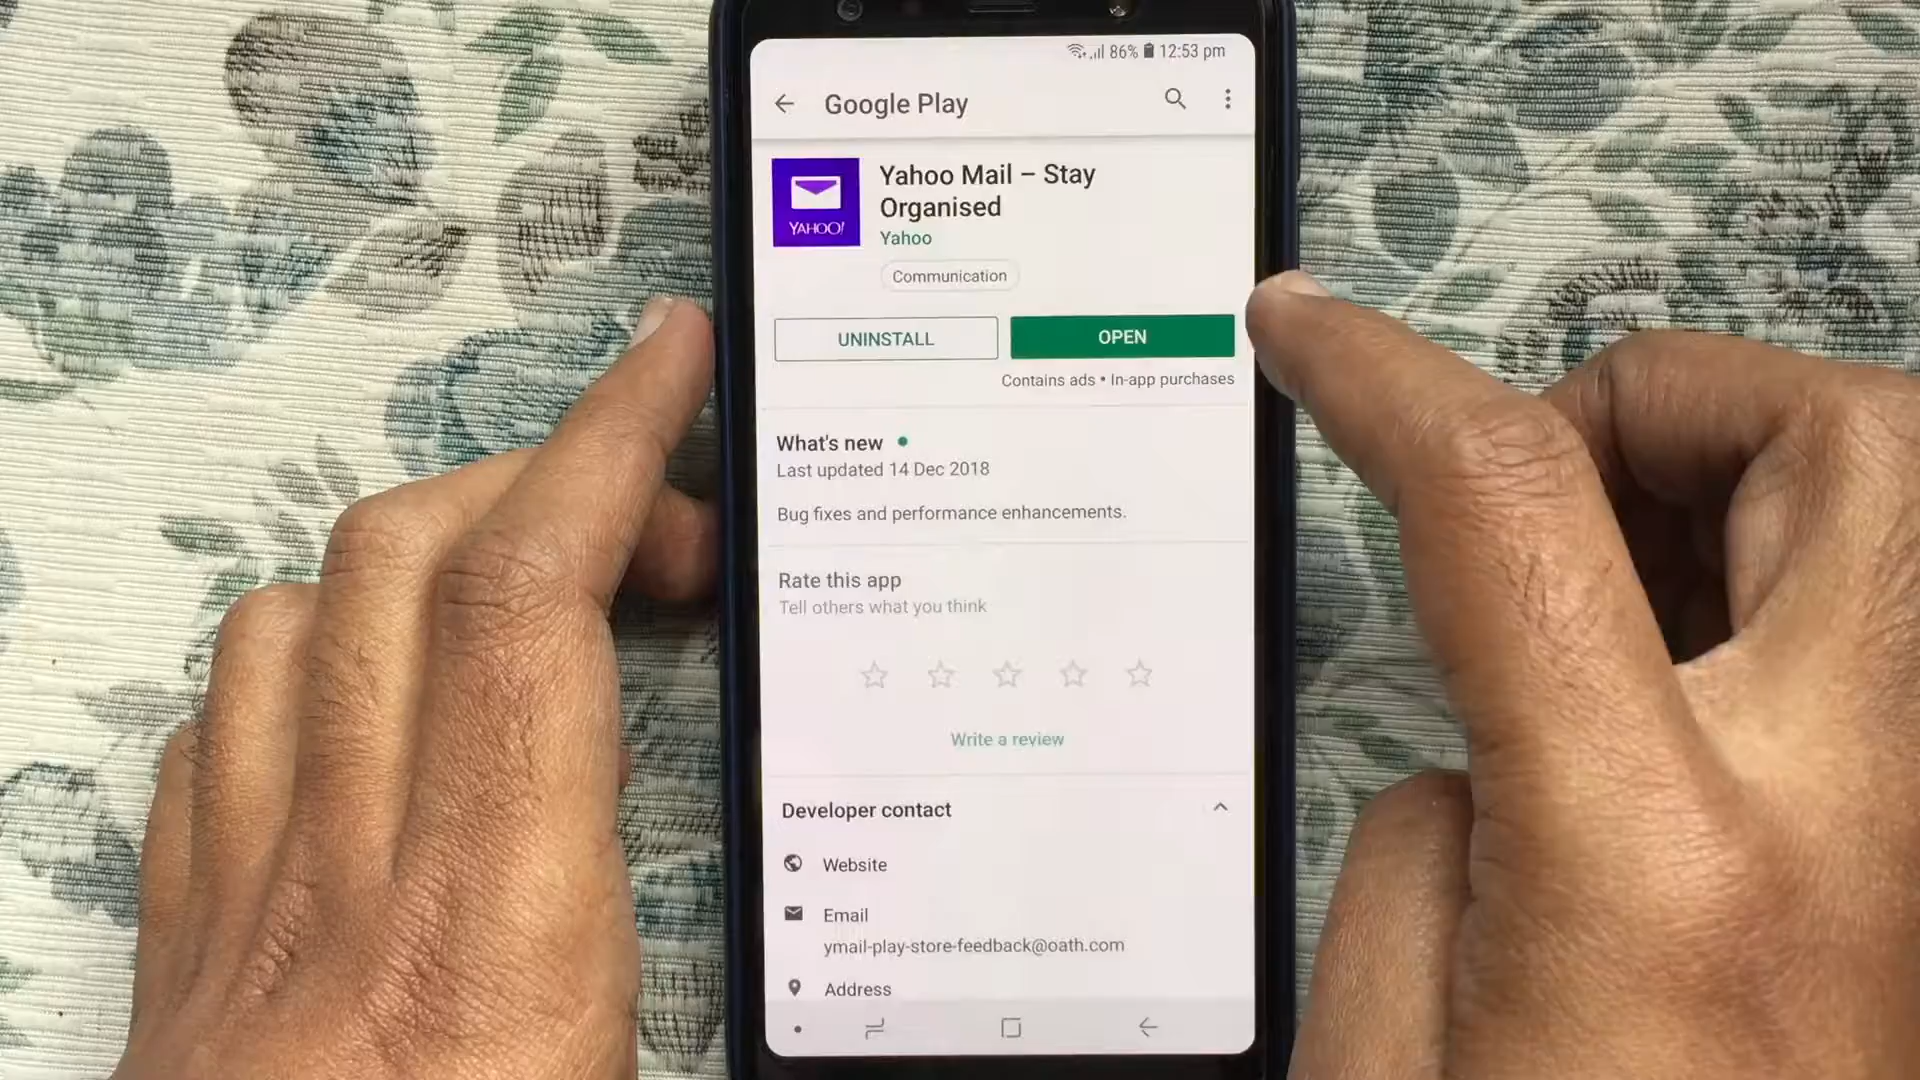 86% 12:53 pm
Google Play
Yahoo Mail – Stay
Organised
YAHOO!
Yahoo
Communication
UNINSTALL
OPEN
Contains ads • In-app purchases
What's new
Last updated 14 Dec 2018
Bug fixes and performance enhancements.
Rate this app
Tell others what you think
Write a review
Developer contact
Website
Email
ymail-play-store-feedback@oath.com
Address